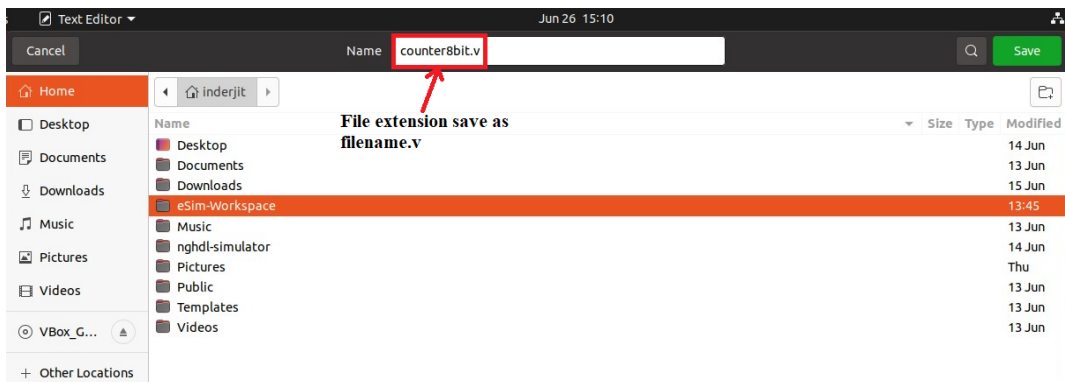 Text Editor
Jun 26 15:10
Cancel
Name
counter8bit.v
Save
Home
inderjit
Desktop
Documents
Downloads
Music
Pictures
Videos
VBox_G...
+ Other Locations
File extension save as
filename.v
Name Size Type Modified
Desktop 14 Jun
Documents 13 Jun
Downloads 15 Jun
eSim-Workspace 13:45
Music 13 Jun
nghdl-simulator 14 Jun
Pictures Thu
Public 13 Jun
Templates 13 Jun
Videos 13 Jun